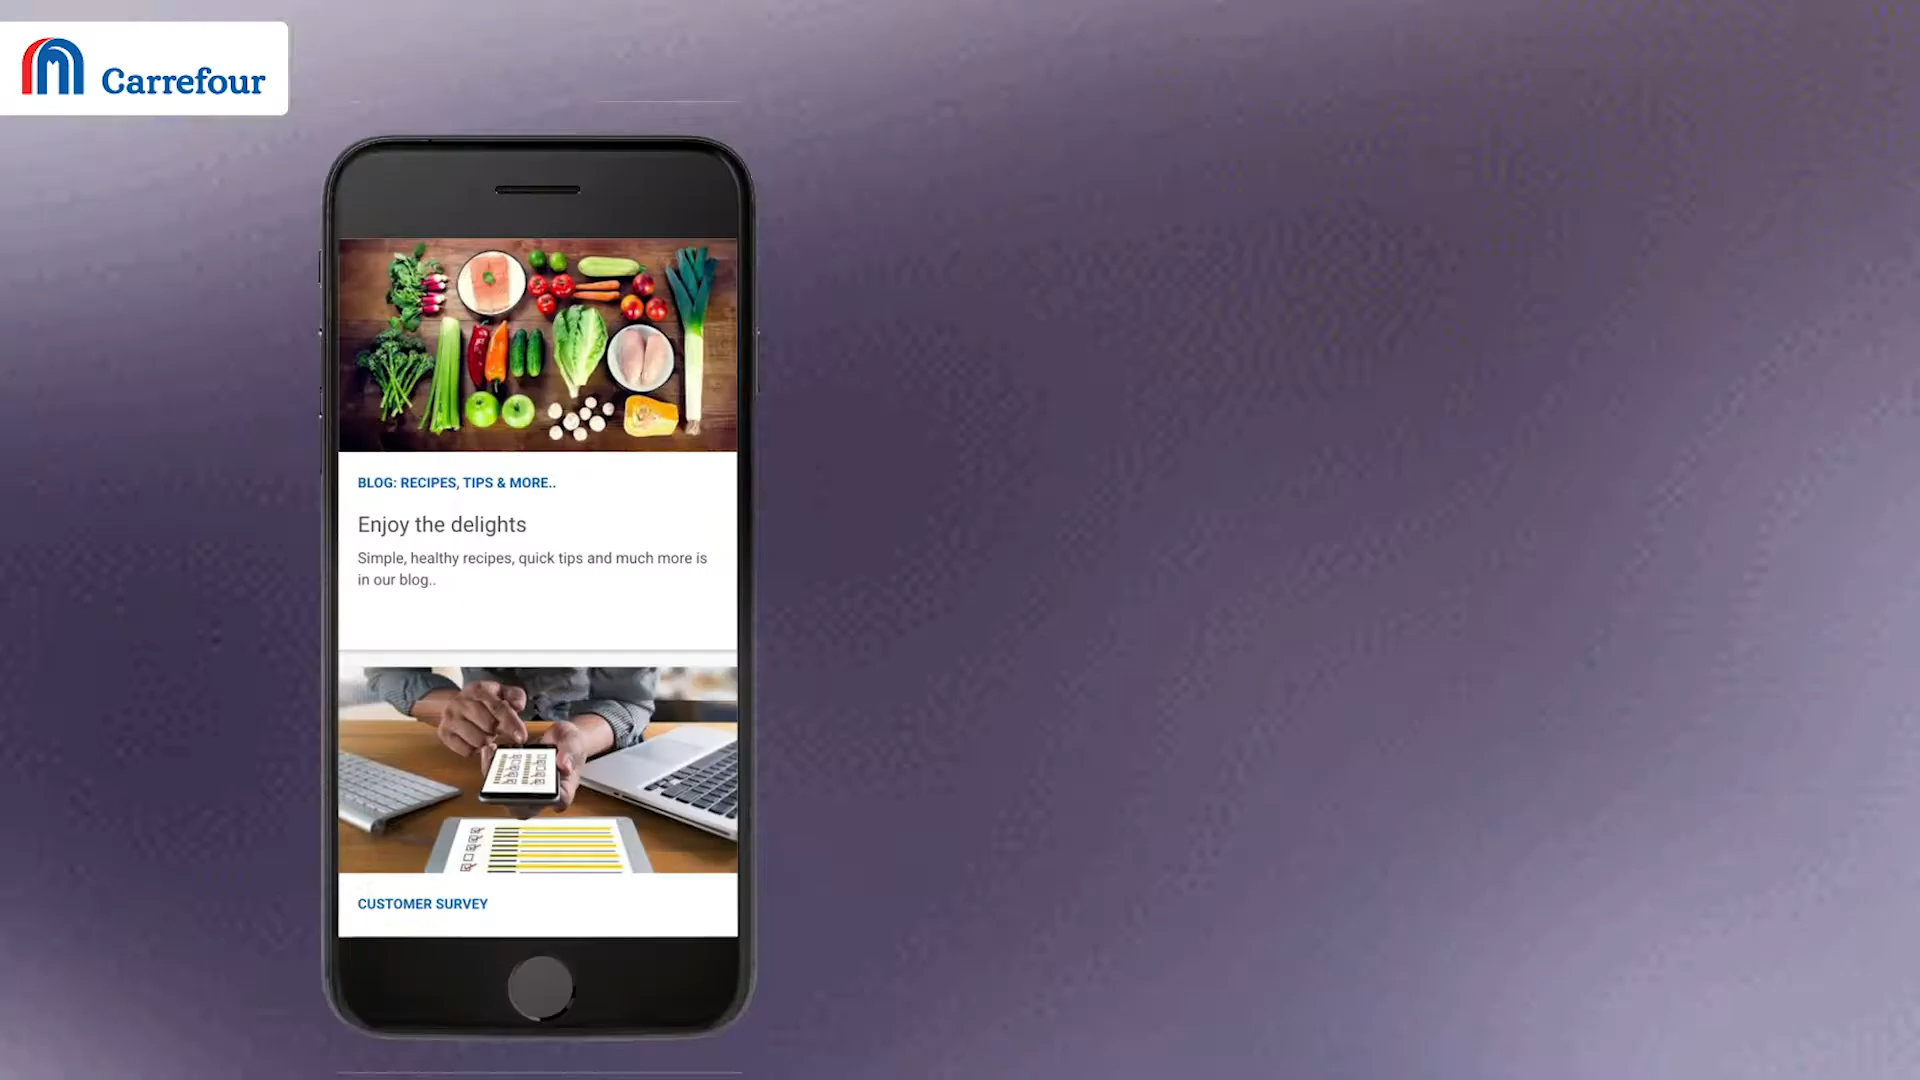 Carrefour
BLOG: RECIPES, TIPS & MORE..
Enjoy the delights
Simple, healthy recipes, quick tips and much more is
in our blog..
CUSTOMER SURVEY